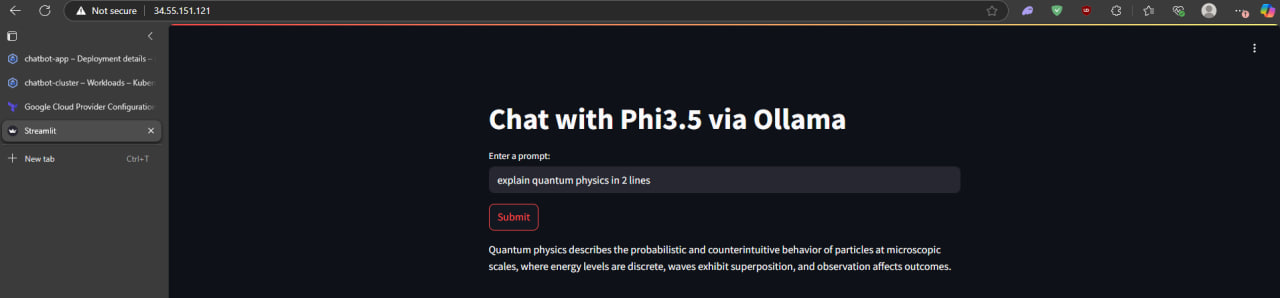 Not secure
34.55.151.121
chatbot-app – Deployment details –
chatbot-cluster – Workloads – Kuber
Google Cloud Provider Configuration
Streamlit
New tab
Ctrl+T
Chat with Phi3.5 via Ollama
Enter a prompt:
explain quantum physics in 2 lines
Submit
Quantum physics describes the probabilistic and counterintuitive behavior of particles at microscopic
scales, where energy levels are discrete, waves exhibit superposition, and observation affects outcomes.